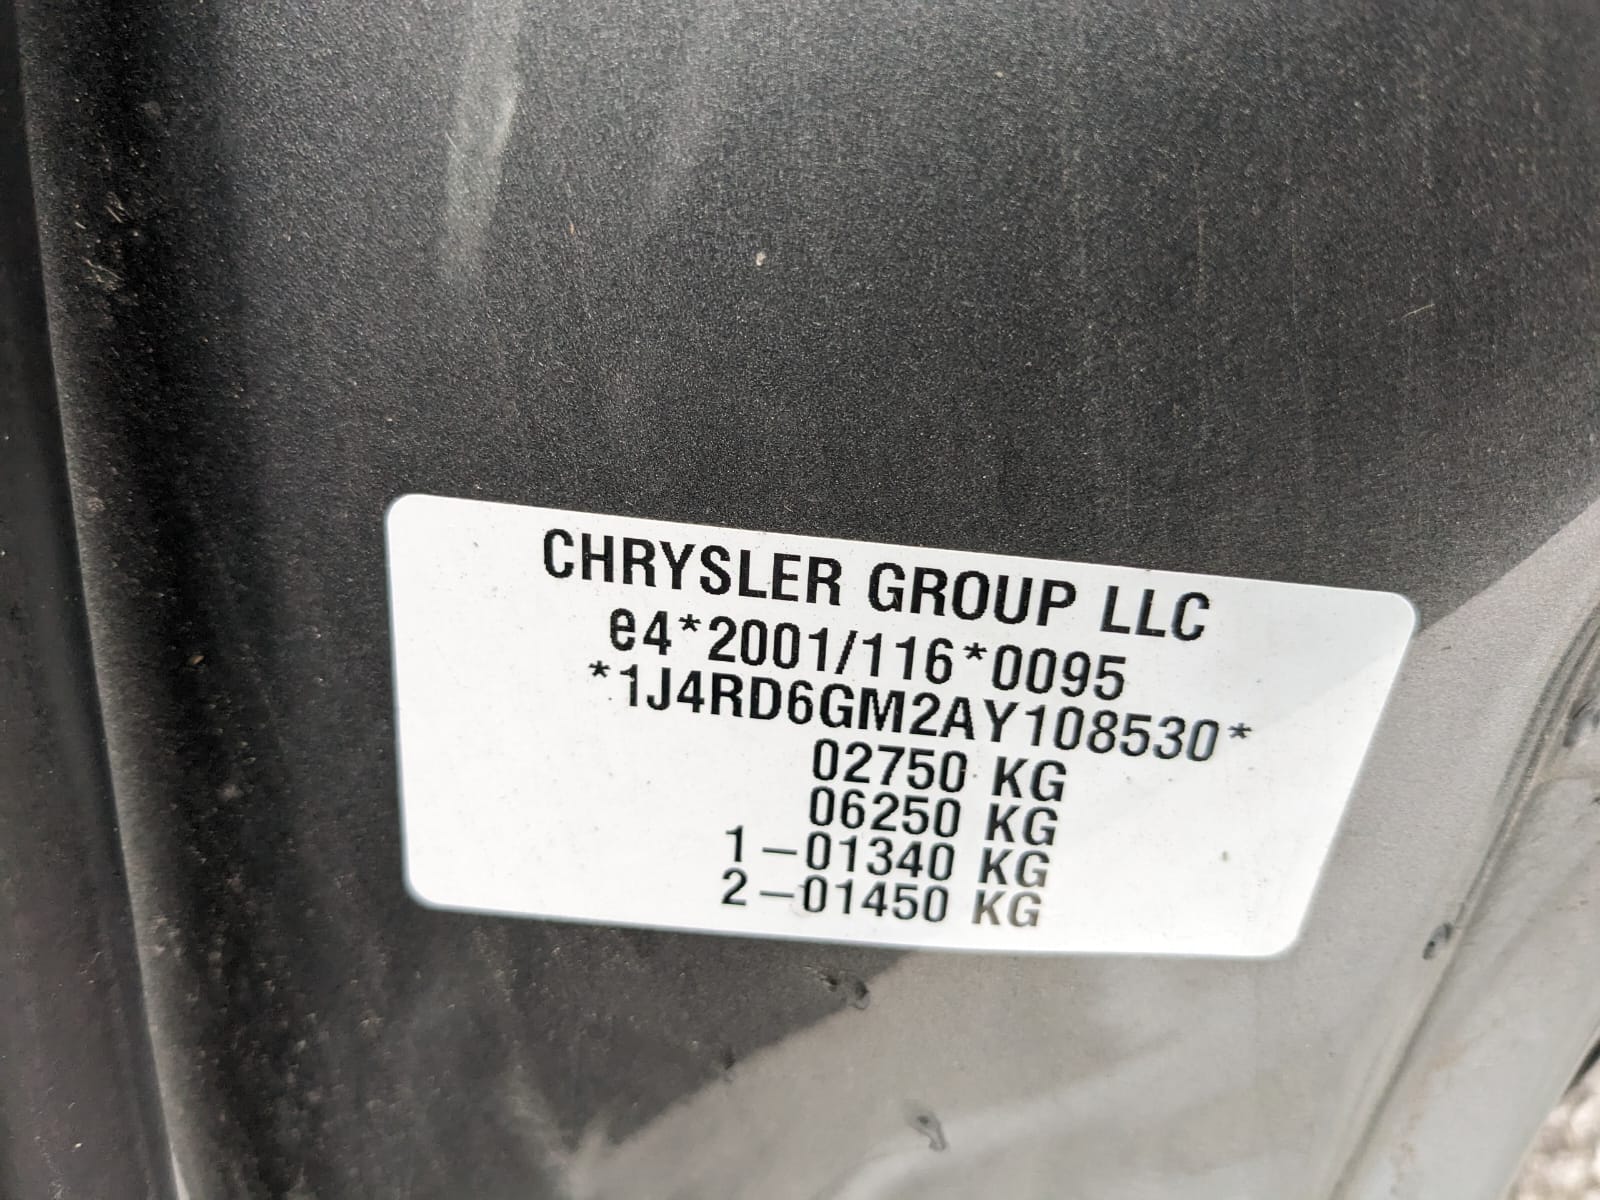 CHRYSLER GROUP LLC
e4*2001/116*0095
*1J4RD6GM2AY108530*
02750 KG
06250 KG
1-01340 KG
2-01450 KG